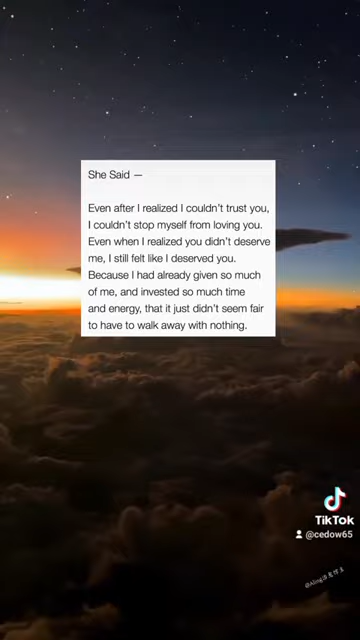 She Said —
Even after I realized I couldn't trust you,
I couldn't stop myself from loving you.
Even when I realized you didn't deserve
me, I still felt like I deserved you.
Because I had already given so much
of me, and invested so much time
and energy, that it just didn't seem fair
to have to walk away with nothing.
TikTok
@cedow65